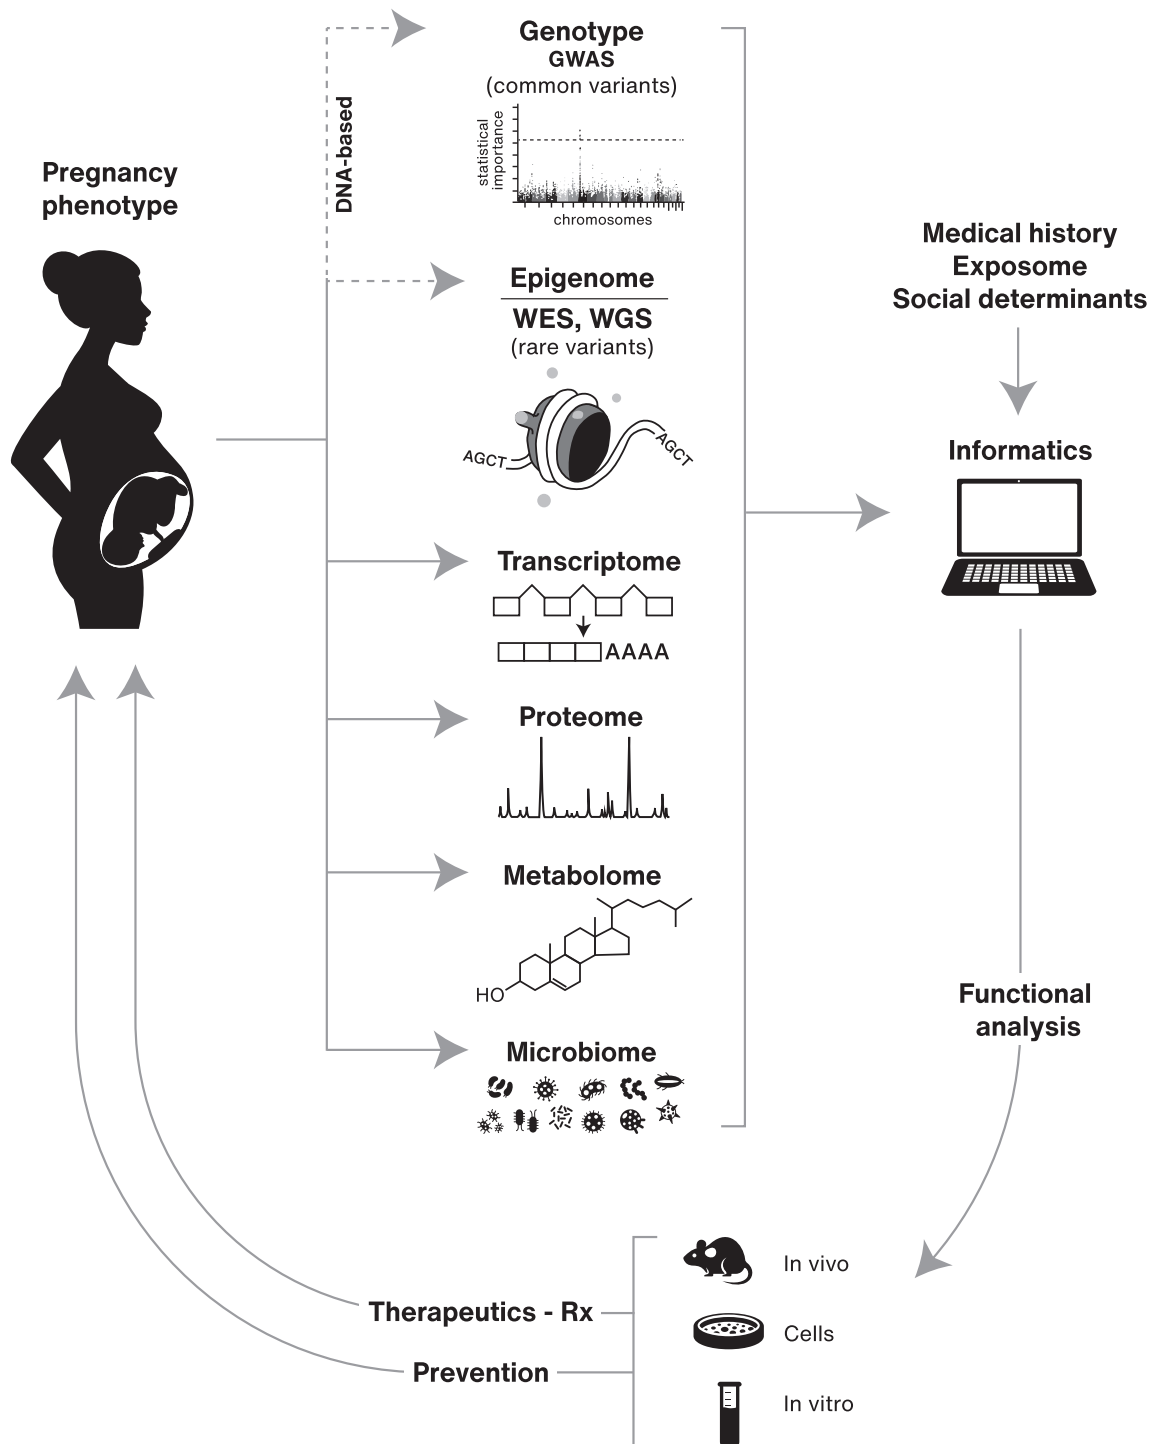 Pregnancy
phenotype
DNA-based
Genotype
GWAS
(common variants)
statistical
importance
chromosomes
Epigenome
WES, WGS
(rare variants)
AGCT
AGCT
Transcriptome
AAAA
Proteome
Metabolome
HO
Microbiome
Medical history
Exposome
Social determinants
Informatics
Functional
analysis
In vivo
Cells
In vitro
Therapeutics - Rx
Prevention